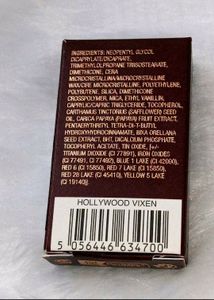 INGREDIENTS: NEOPENTYL GLYCOL
DICAPRYLATE/DICAPRATE,
TRIMETHYLOLPROPANE TRIISOSTEARATE,
DIMETHICONE, CERA
MICROCRISTALLINA/MICROCRISTALLINE
WAX/CIRE MICROCRISTALLINE, POLYETHYLENE,
POLYBUTENE, SILICA, DIMETHICONE
CROSSPOLYMER, MICA, ETHYL VANILLIN,
CAPRYLYL GLYCOL, TOCOPHEROL,
CARTHAMUS TINCTORIUS (SAFFLOWER) SEED
OIL, CARICA PAPAYA (PAPAYA) FRUIT EXTRACT,
PENTAERYTHRITYL TETRA-DI-T-BUTYL
HYDROXYHYDROCINNAMATE, BIXA ORELLANA
SEED EXTRACT, BHT, DICALCIUM PHOSPHATE,
TOCOPHERYL ACETATE, TIN OXIDE, [+/-
TITANIUM DIOXIDE (CI 77891), IRON OXIDES
(CI 77491, CI 77492), BLUE 1 LAKE (CI 42090),
RED 6 (CI 15850), RED 7 LAKE (CI 15850),
RED 28 LAKE (CI 45410), YELLOW 5 LAKE
(CI 19140)]
HOLLYWOOD VIXEN
5 056446 634700